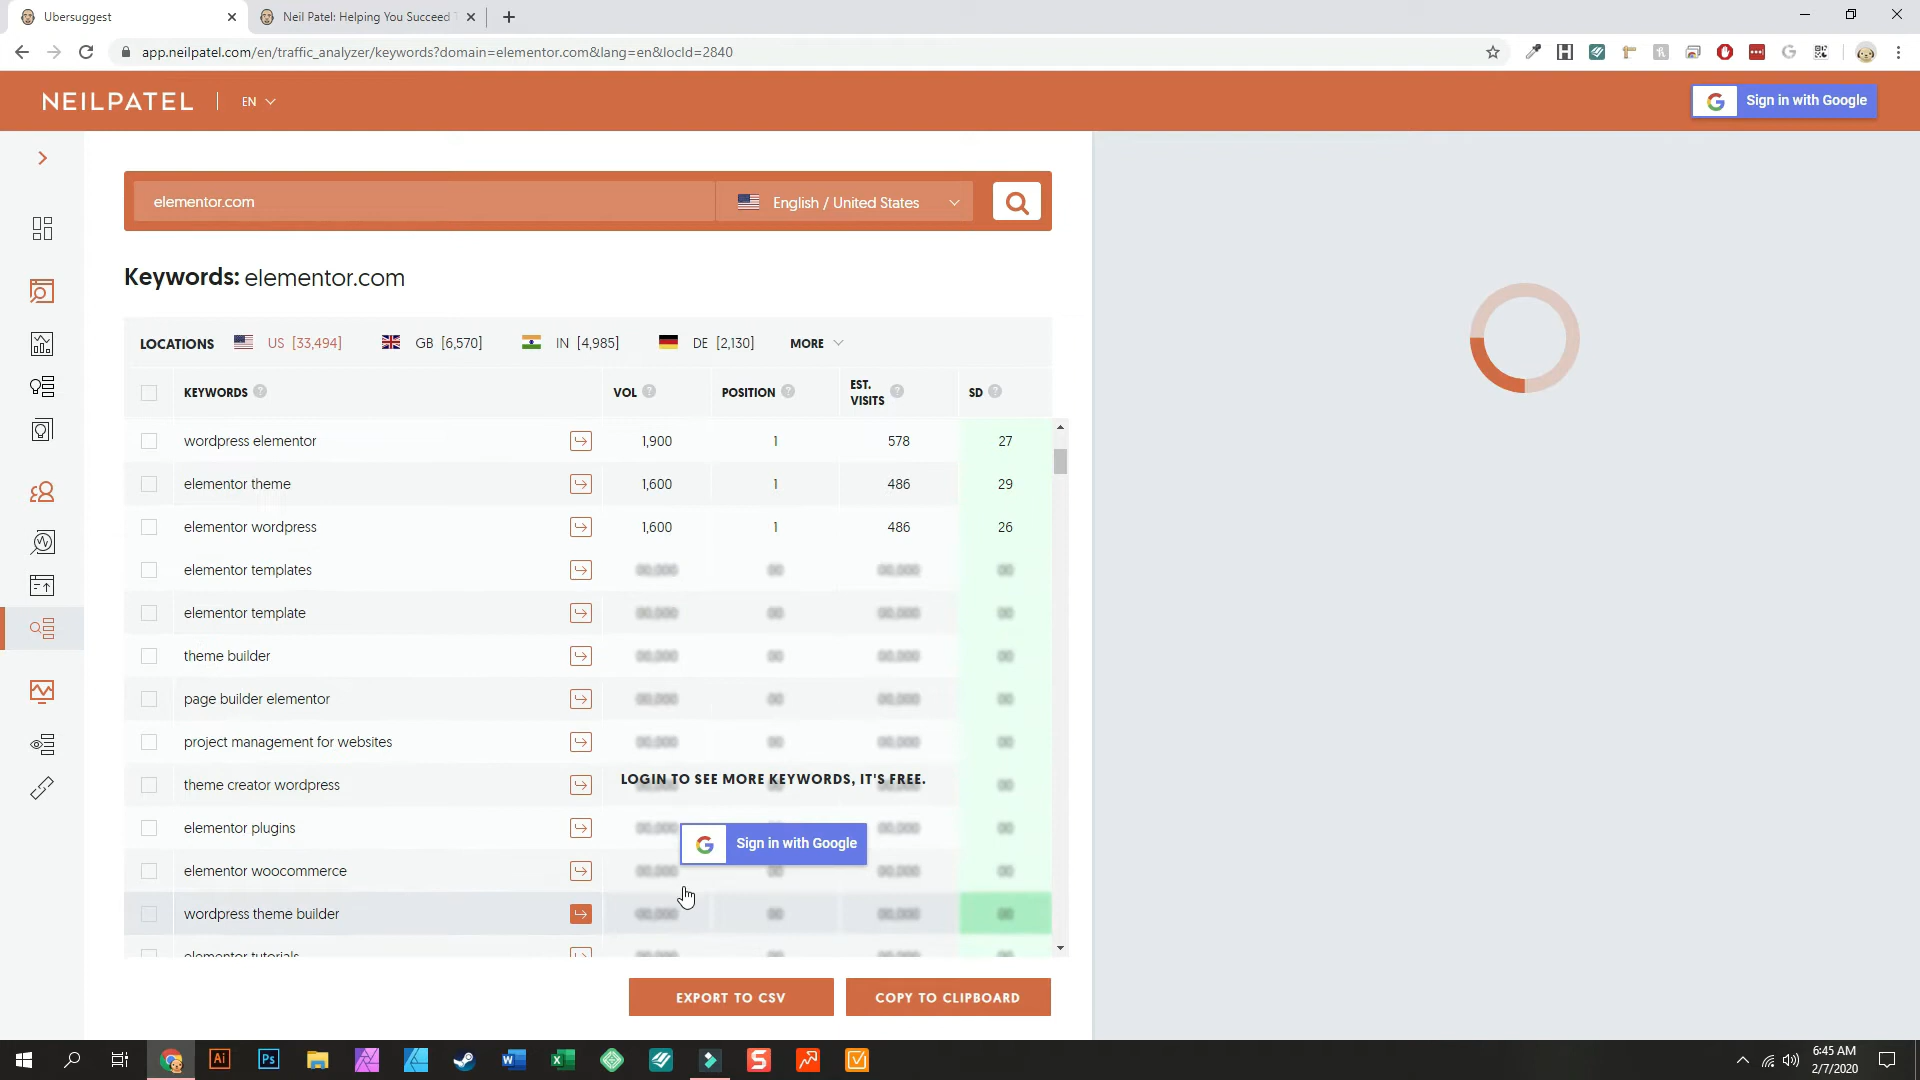 Ubersuggest
Neil Patel: Helping You Succeed
app.neilpatel.com/en/traffic_analyzer/keywords?domain=elementor.com&lang=en&locId=2840
NEILPATEL
EN
Sign in with Google
elementor.com
English / United States
Keywords: elementor.com
LOCATIONS US [33,494] GB [6,570] IN [4,985] DE [2,130] MORE
KEYWORDS VOL POSITION EST. VISITS SD
wordpress elementor 1,900 1 578 27
elementor theme 1,600 1 486 29
elementor wordpress 1,600 1 486 26
elementor templates
elementor template
theme builder
page builder elementor
project management for websites
theme creator wordpress
LOGIN TO SEE MORE KEYWORDS, IT'S FREE.
elementor plugins
Sign in with Google
elementor woocommerce
wordpress theme builder
elementor tutorials
EXPORT TO CSV
COPY TO CLIPBOARD
6:45 AM
2/7/2020